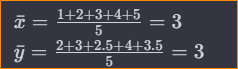 x̄ = (1+2+3+4+5)/5 = 3
ȳ = (2+3+2.5+4+3.5)/5 = 3